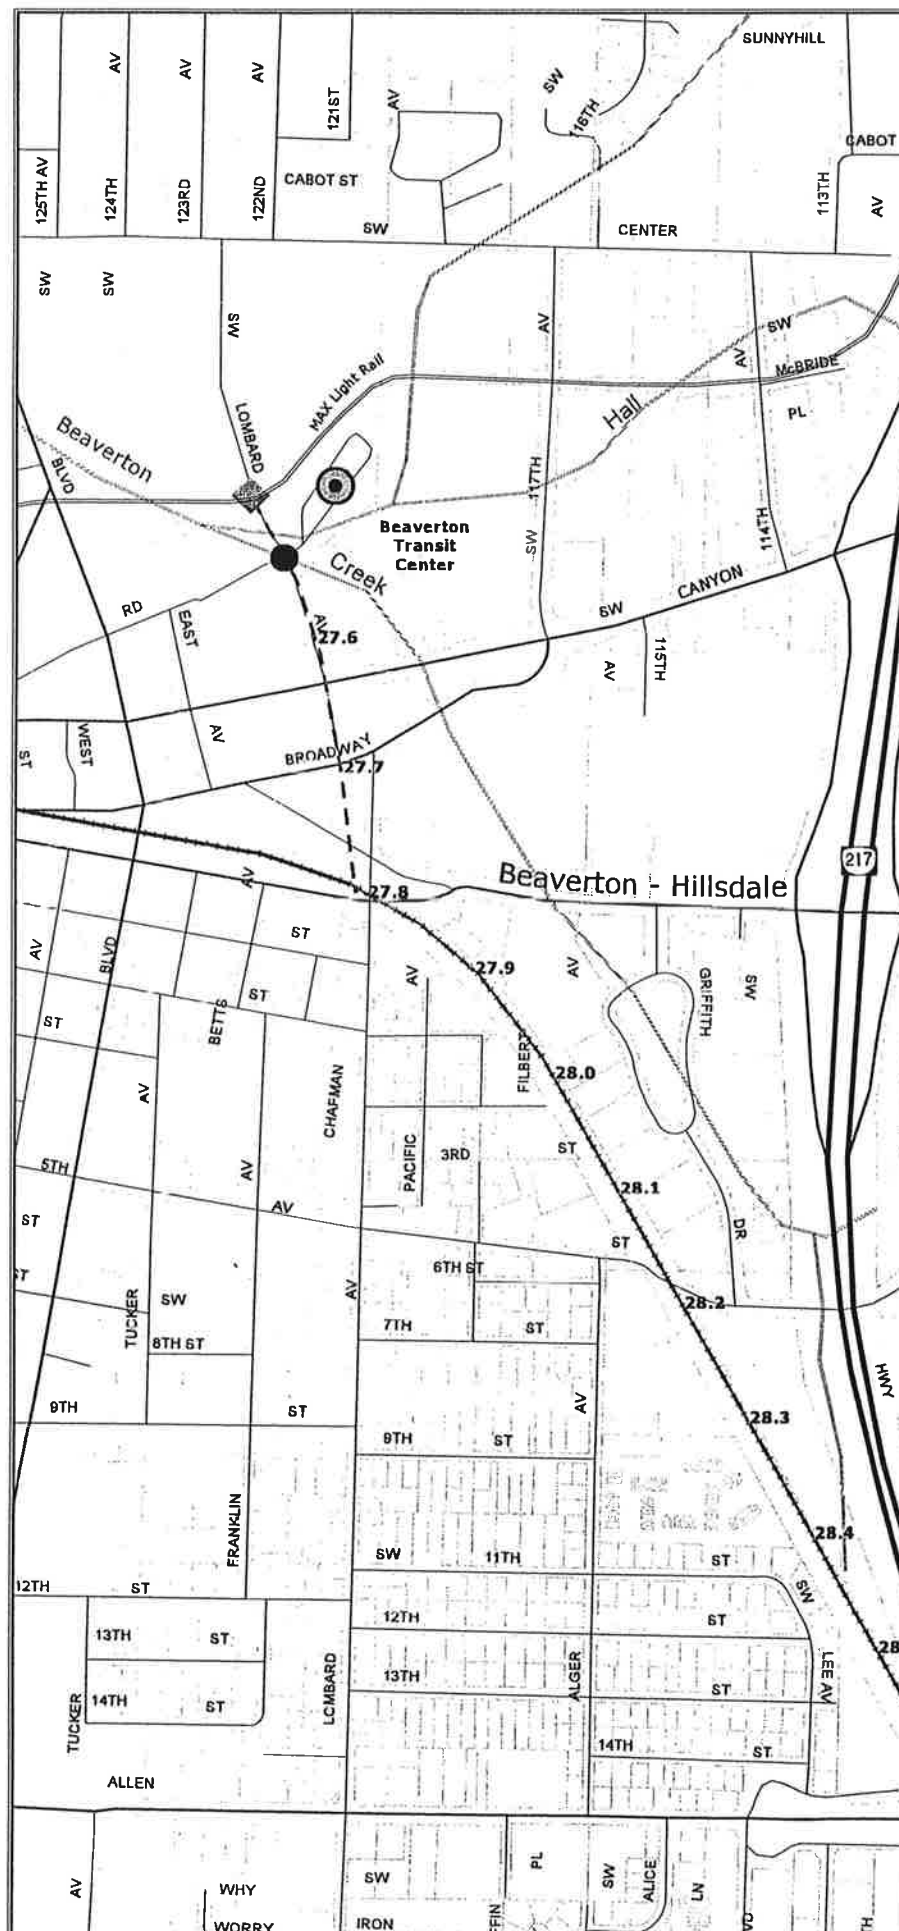 SUNNYHILL
AV
AV
AV
121ST
AV
SW
116TH
CABOT
125TH AV
124TH
123RD
122ND
CABOT ST
113TH
AV
SW
CENTER
SW
SW
SW
AV
SW
AV
McBRIDE
MAX Light Rail
LOMBARD
Hall
PL
Beaverton
BLVD
117TH
114TH
Beaverton
Transit
Center
SW
Creek
CANYON
RD
EAST
AV
27.6
SW
115TH
AV
WEST
ST
AV
BROADWAY
27.7
217
AV
27.8
Beaverton - Hillsdale
AV
BLVD
ST
AV
27.9
AV
GRIFFITH
SW
ST
BETTS
ST
FILBERT
28.0
AV
CHAPMAN
PACIFIC
3RD
ST
5TH
AV
28.1
ST
AV
DR
ST
ST
6TH ST
AV
28.2
TUCKER
SW
7TH
ST
8TH ST
HWY
9TH
ST
AV
28.3
9TH
ST
FRANKLIN
28.4
SW
11TH
ST
12TH
ST
SW
12TH
ST
13TH
ST
28
LOMBARD
ALGER
LEE AV
13TH
ST
TUCKER
14TH
ST
14TH
ST
ALLEN
AV
WHY
SW
PL
SW
ALICE
LN
WORRY
IRON